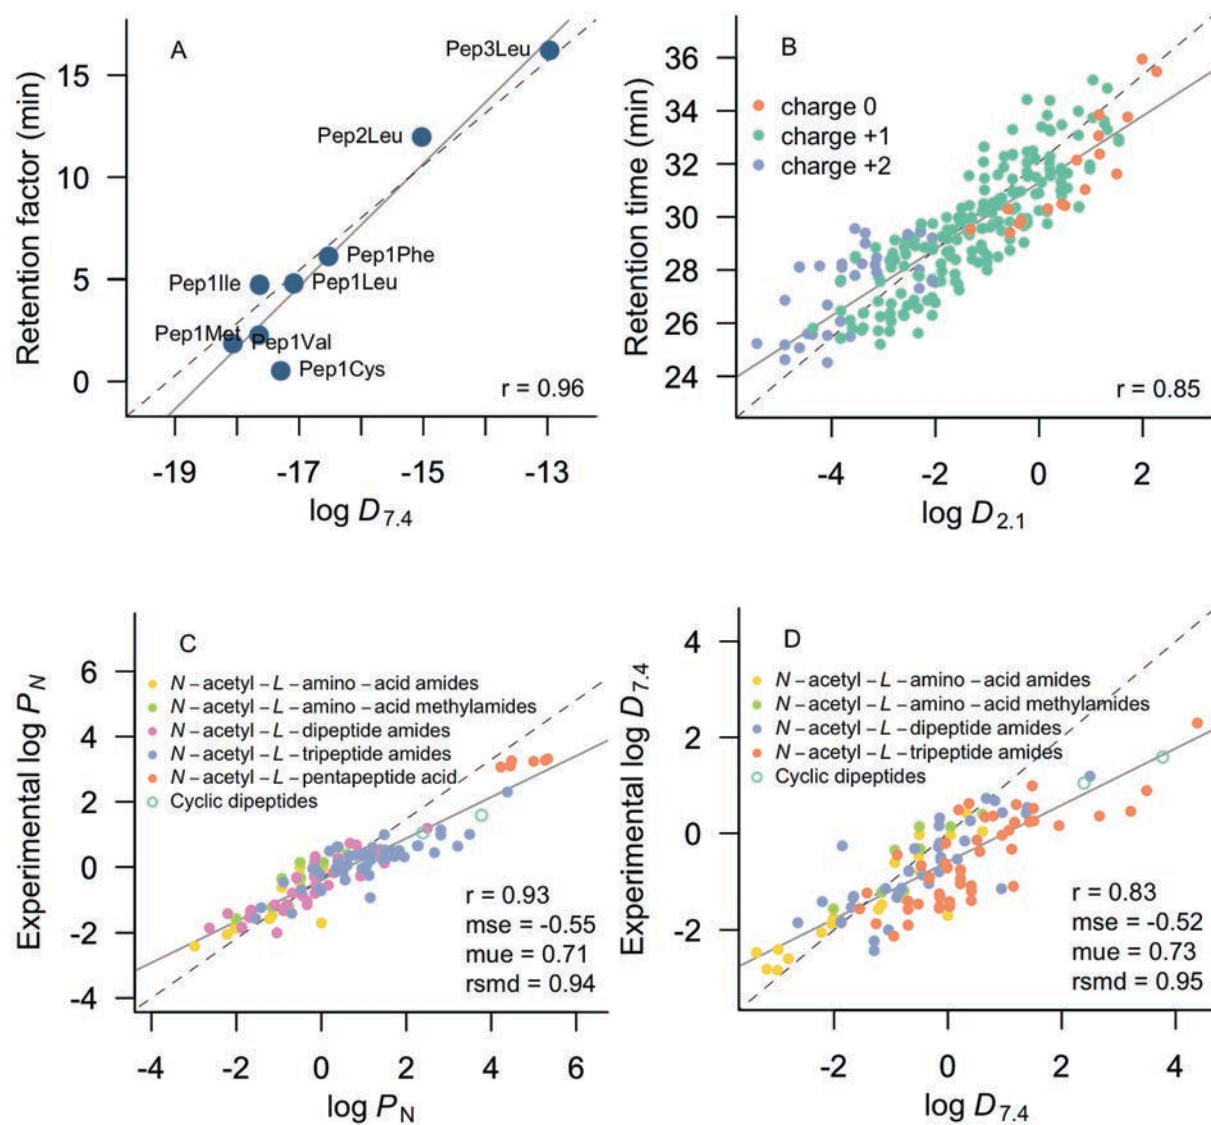 A
Retention factor (min)
15
10
5
0
Pep3Leu
Pep2Leu
Pep1Phe
Pep1Ile
Pep1Leu
Pep1Met
Pep1Val
Pep1Cys
r = 0.96
-19
-17
-15
-13
log D7.4
B
Retention time (min)
36
34
32
30
28
26
24
charge 0
charge +1
charge +2
r = 0.85
-4
-2
0
2
log D2.1
C
Experimental log PN
6
4
2
0
-2
-4
N-acetyl-L-amino-acid amides
N-acetyl-L-amino-acid methylamides
N-acetyl-L-dipeptide amides
N-acetyl-L-tripeptide amides
N-acetyl-L-pentapeptide acid
Cyclic dipeptides
r = 0.93
mse = -0.55
mue = 0.71
rsmd = 0.94
-4
-2
0
2
4
6
log PN
D
Experimental log D7.4
4
2
0
-2
N-acetyl-L-amino-acid amides
N-acetyl-L-amino-acid methylamides
N-acetyl-L-dipeptide amides
N-acetyl-L-tripeptide amides
Cyclic dipeptides
r = 0.83
mse = -0.52
mue = 0.73
rsmd = 0.95
-2
0
2
4
log D7.4